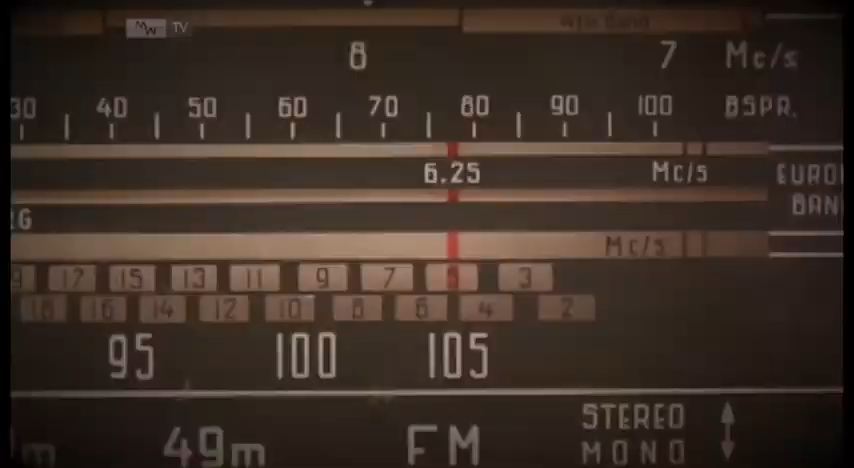 MW TV
8 7 Mc/s
30 40 50 60 70 80 90 100 BSPR.
6.25 Mc/s EURO
BAN
Mc/s
17 15 13 11 9 7 5 3
18 16 14 12 10 8 6 4 2
95 100 105
49m FM STEREO
MONO